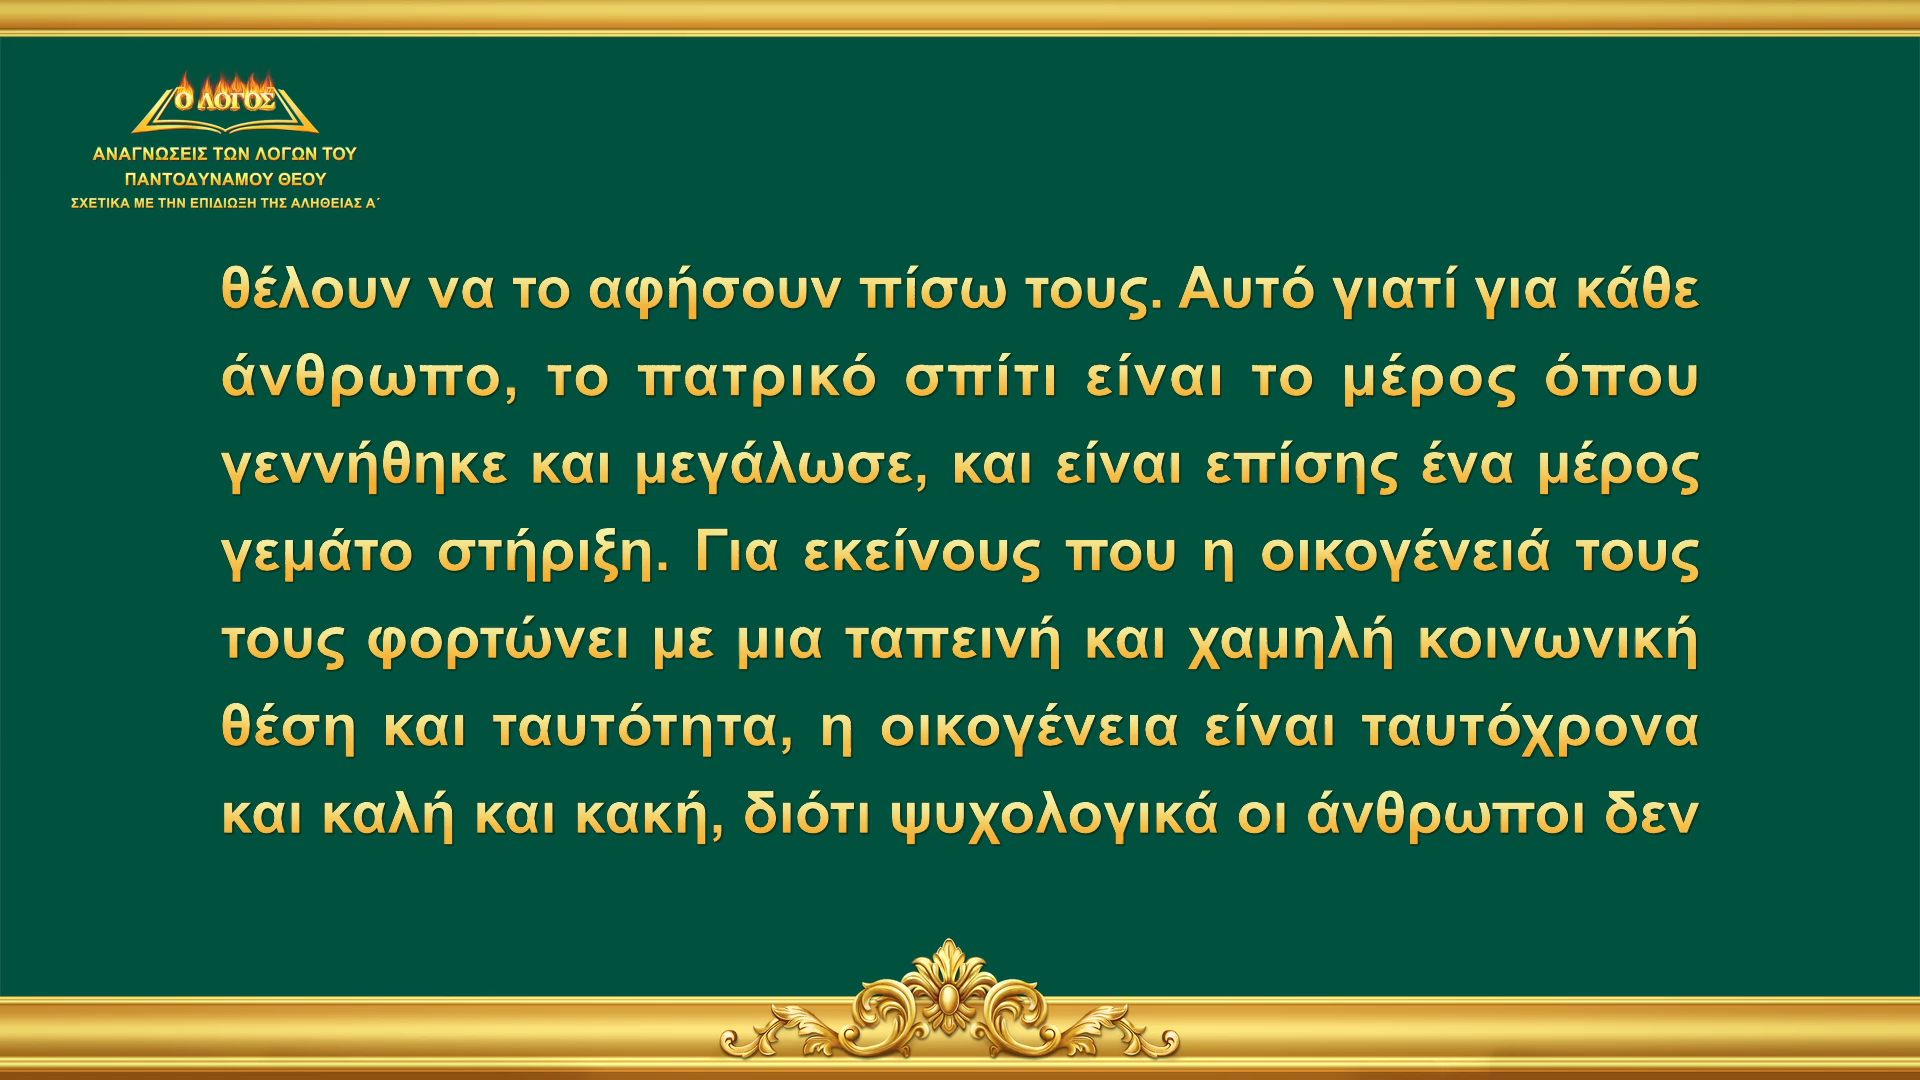 Ο ΛΟΓΟΣ
ΑΝΑΓΝΩΣΕΙΣ ΤΩΝ ΛΟΓΩΝ ΤΟΥ
ΠΑΝΤΟΔΥΝΑΜΟΥ ΘΕΟΥ
ΣΧΕΤΙΚΑ ΜΕ ΤΗΝ ΕΠΙΔΙΩΞΗ ΤΗΣ ΑΛΗΘΕΙΑΣ Α΄
θέλουν να το αφήσουν πίσω τους. Αυτό γιατί για κάθε
άνθρωπο, το πατρικό σπίτι είναι το μέρος όπου
γεννήθηκε και μεγάλωσε, και είναι επίσης ένα μέρος
γεμάτο στήριξη. Για εκείνους που η οικογένειά τους
τους φορτώνει με μια ταπεινή και χαμηλή κοινωνική
θέση και ταυτότητα, η οικογένεια είναι ταυτόχρονα
και καλή και κακή, διότι ψυχολογικά οι άνθρωποι δεν